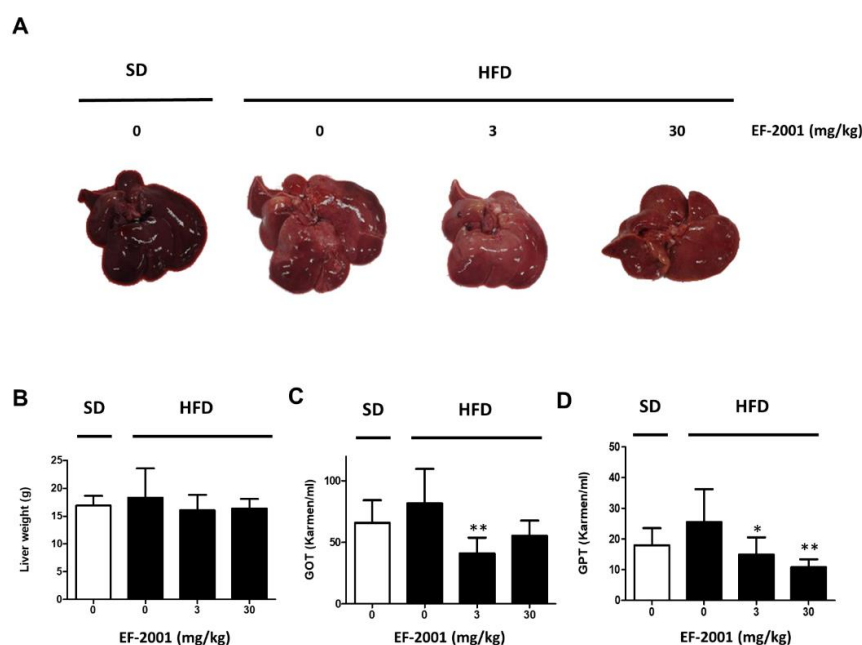 A
SD HFD
0 0 3 30 EF-2001 (mg/kg)
B
SD HFD
Liver weight (g)
25
20
15
10
5
0
0 0 3 30
EF-2001 (mg/kg)
C
SD HFD
GOT (Karmen/ml)
100
50
0
**
0 0 3 30
EF-2001 (mg/kg)
D
SD HFD
GPT (Karmen/ml)
50
40
30
20
10
0
* **
0 0 3 30
EF-2001 (mg/kg)